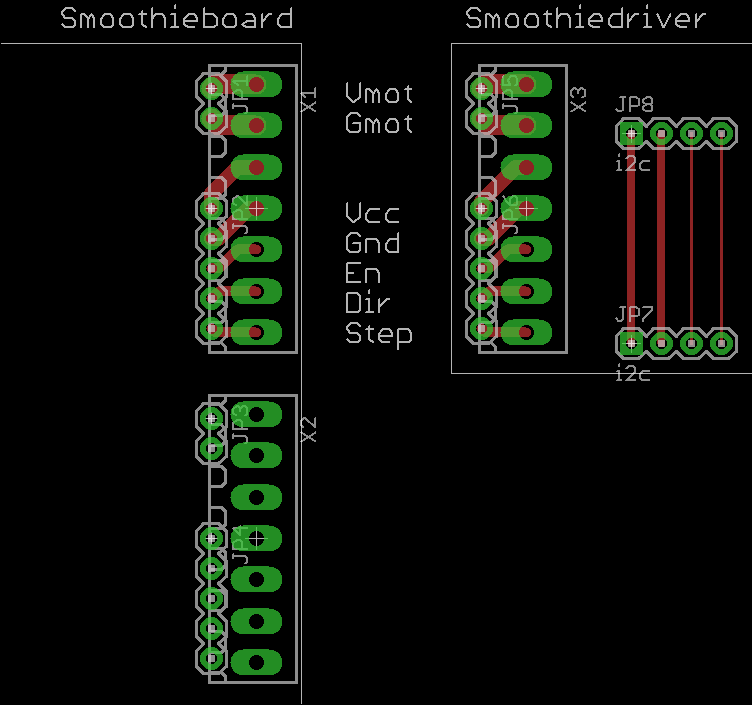 Smoothieboard
Smoothiedriver
JP1
X1
Vmot
Gmot
JP2
Vcc
Gnd
En
Dir
Step
JP5
X3
JP6
JP8
i2c
JP7
i2c
JP3
X2
JP4